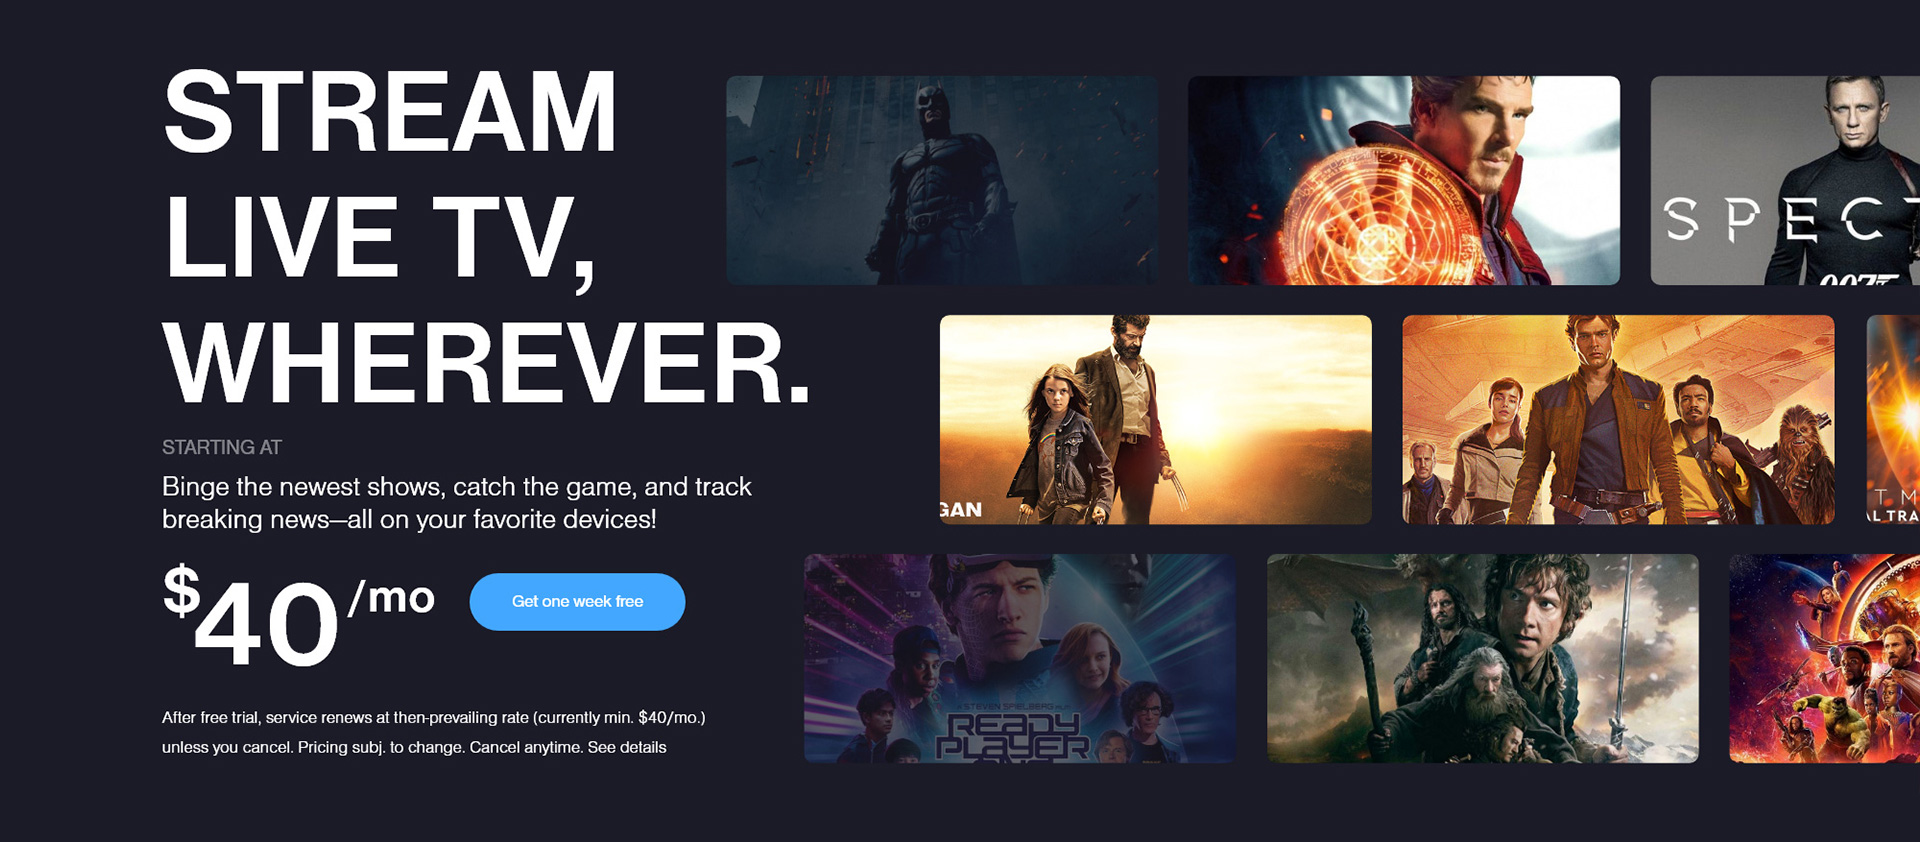 STREAM
LIVE TV,
WHEREVER.
STARTING AT
Binge the newest shows, catch the game, and track
breaking news—all on your favorite devices!
$40/mo
Get one week free
After free trial, service renews at then-prevailing rate (currently min. $40/mo.)
unless you cancel. Pricing subj. to change. Cancel anytime. See details
SPECT
007
GAN
T M
AL TRA
A STEVEN SPIELBERG FILM
READY
PLAYER